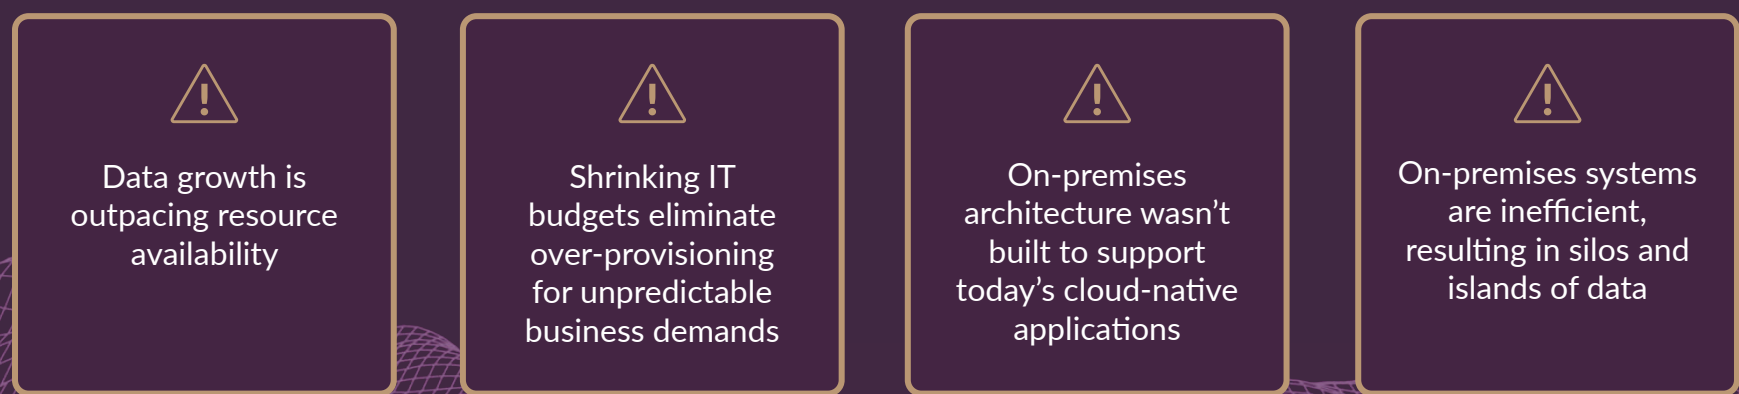 Data growth is
outpacing resource
availability
Shrinking IT
budgets eliminate
over-provisioning
for unpredictable
business demands
On-premises
architecture wasn’t
built to support
today’s cloud-native
applications
On-premises systems
are inefficient,
resulting in silos and
islands of data